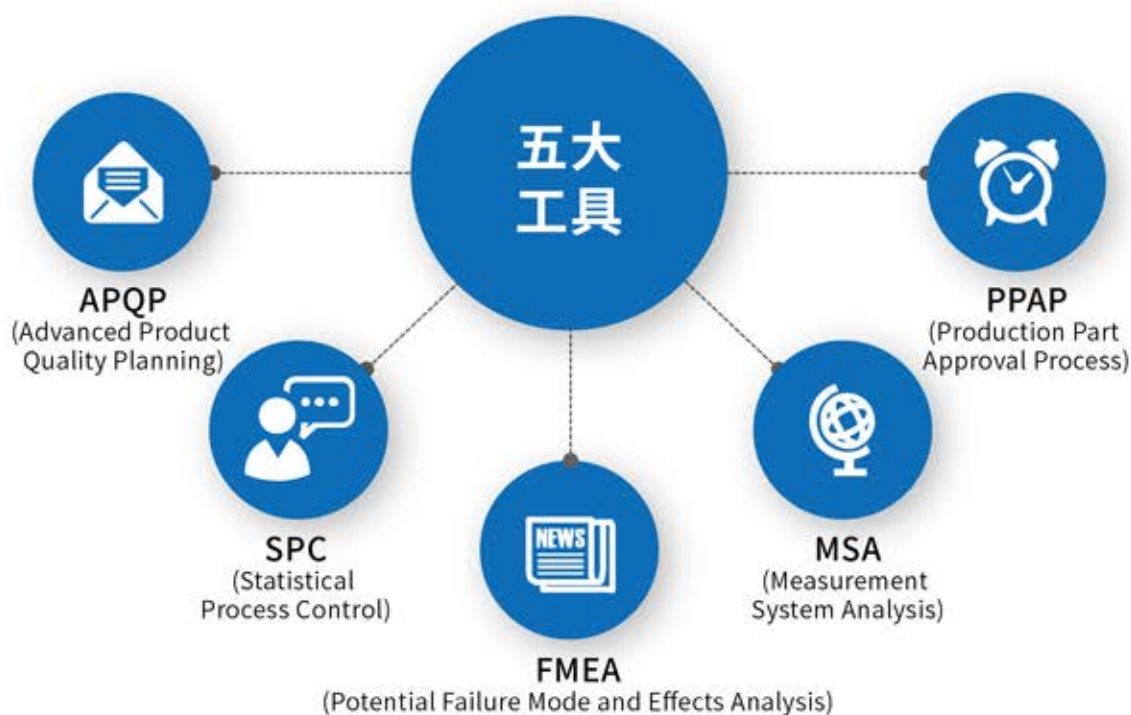 五大
工具
APQP
(Advanced Product
Quality Planning)
SPC
(Statistical
Process Control)
NEWS
FMEA
(Potential Failure Mode and Effects Analysis)
MSA
(Measurement
System Analysis)
PPAP
(Production Part
Approval Process)